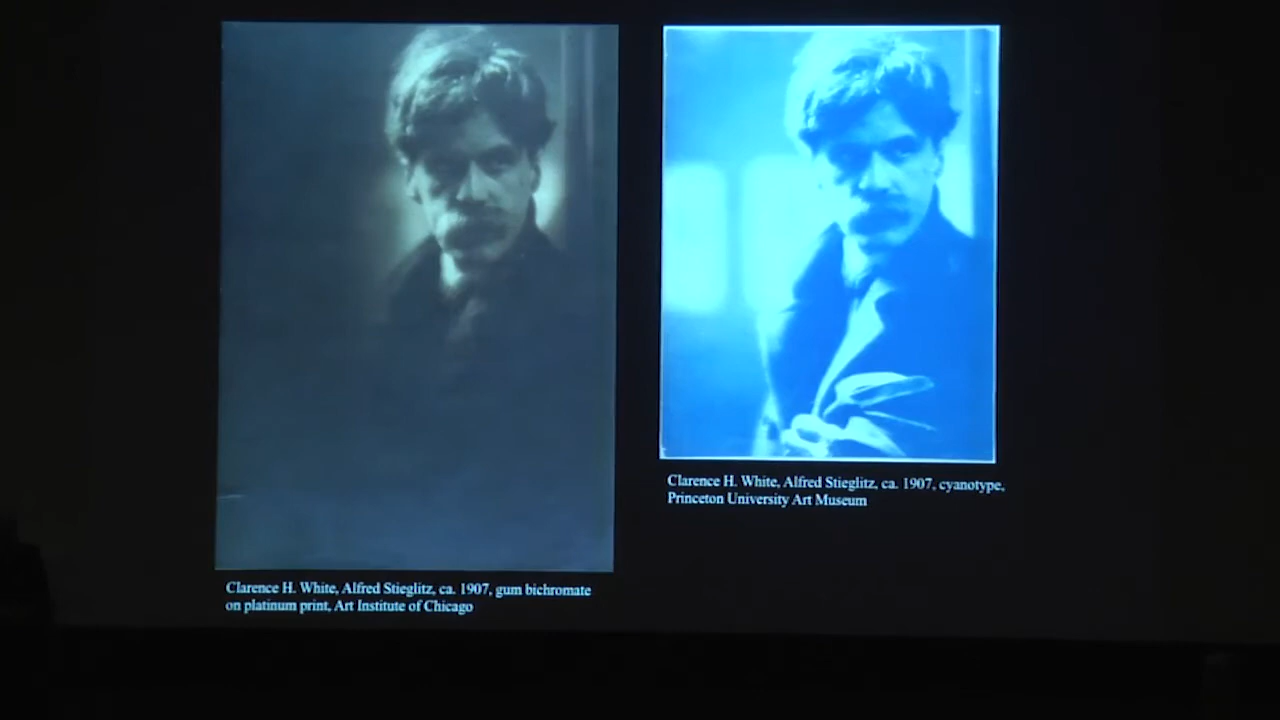 Clarence H. White, Alfred Stieglitz, ca. 1907, gum bichromate
on platinum print, Art Institute of Chicago
Clarence H. White, Alfred Stieglitz, ca. 1907, cyanotype,
Princeton University Art Museum